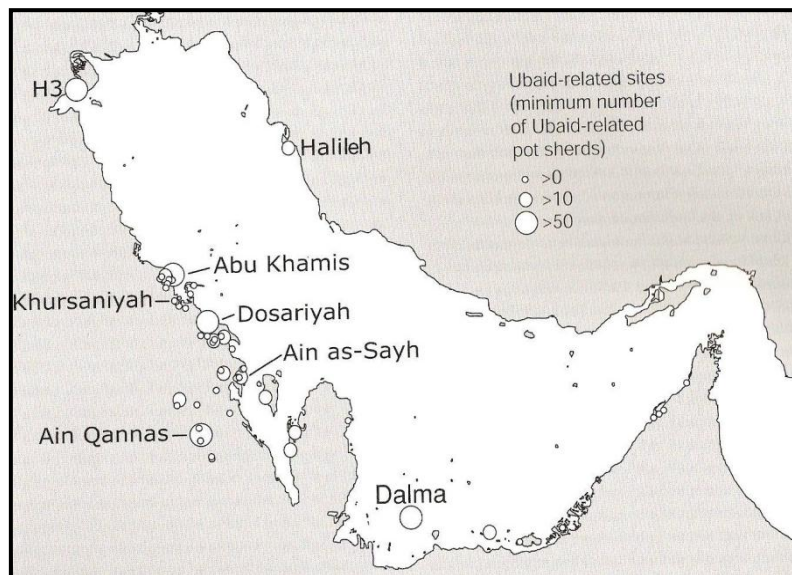 H3
Halileh
Ubaid-related sites
(minimum number
of Ubaid-related
pot sherds)
>0
>10
>50
Abu Khamis
Khursaniyah
Dosariyah
Ain as-Sayh
Ain Qannas
Dalma